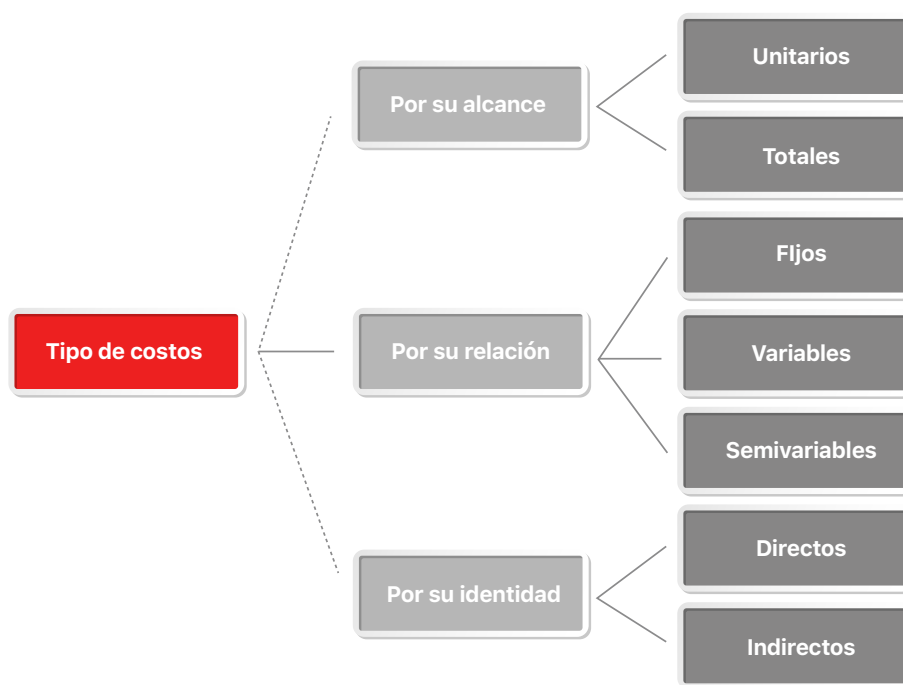 Tipo de costos
Por su alcance
Unitarios
Totales
Por su relación
FIjos
Variables
Semivariables
Por su identidad
Directos
Indirectos